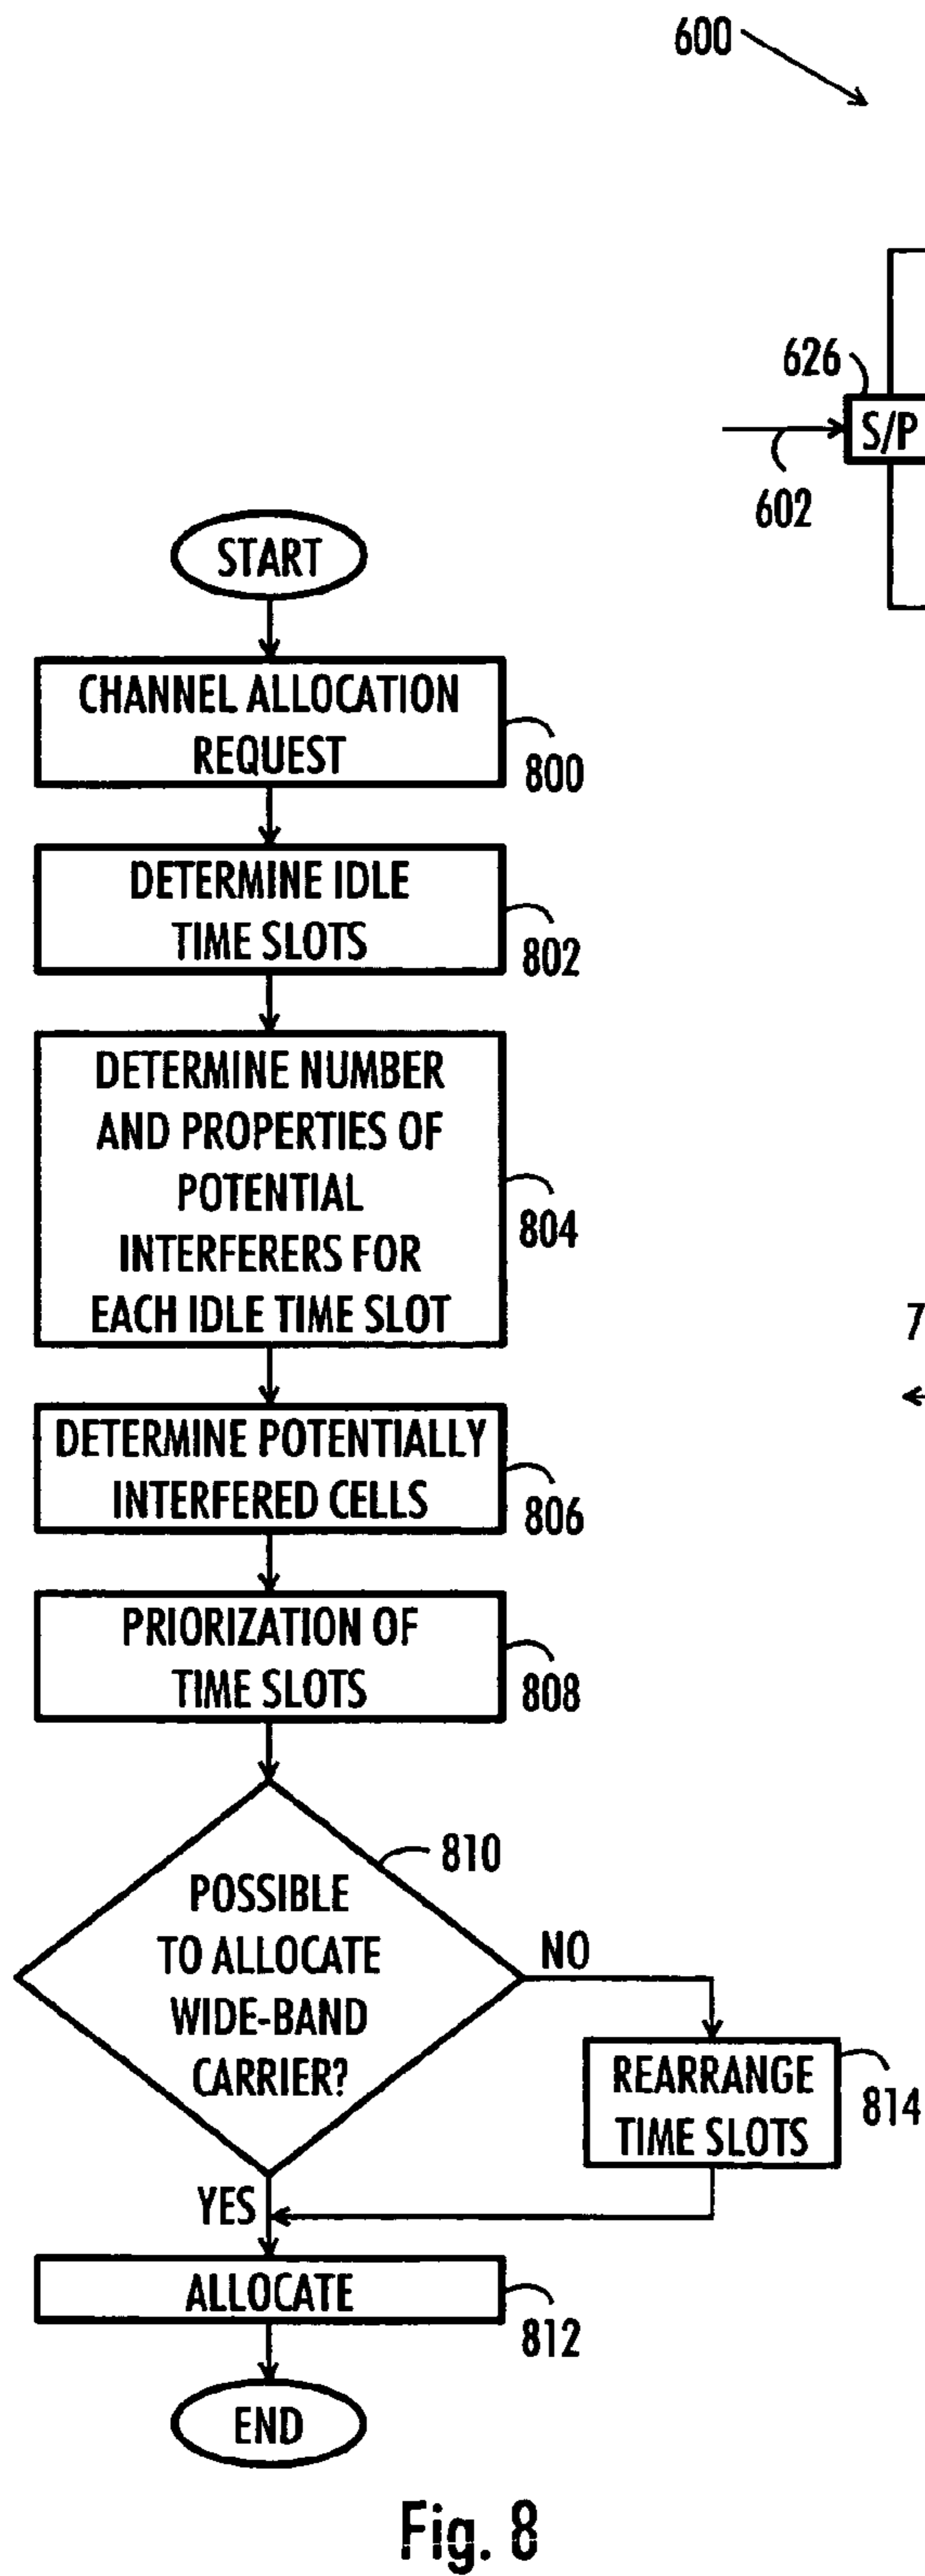 600
626
S/P
602
START
CHANNEL ALLOCATION
REQUEST
800
DETERMINE IDLE
TIME SLOTS
802
DETERMINE NUMBER
AND PROPERTIES OF
POTENTIAL
INTERFERERS FOR
EACH IDLE TIME SLOT
804
7
DETERMINE POTENTIALLY
INTERFERED CELLS
806
PRIORIZATION OF
TIME SLOTS
808
810
POSSIBLE
TO ALLOCATE
WIDE-BAND
CARRIER?
NO
REARRANGE
TIME SLOTS
814
YES
ALLOCATE
812
END
Fig. 8